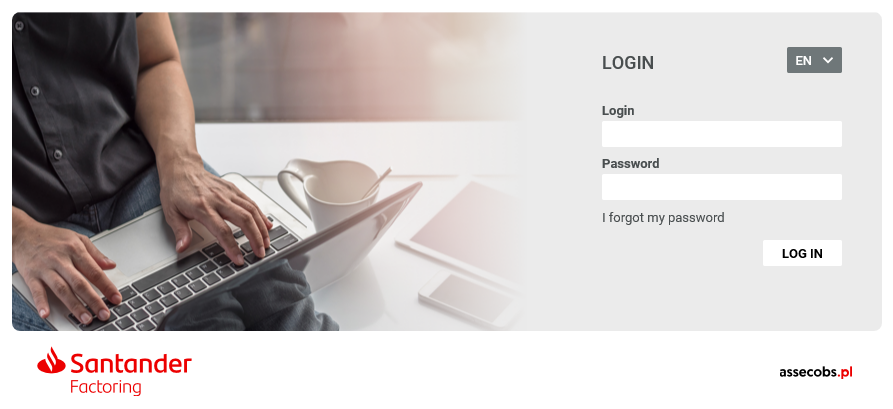 LOGIN
EN
Login
Password
I forgot my password
LOG IN
Santander
Factoring
assecobs.pl